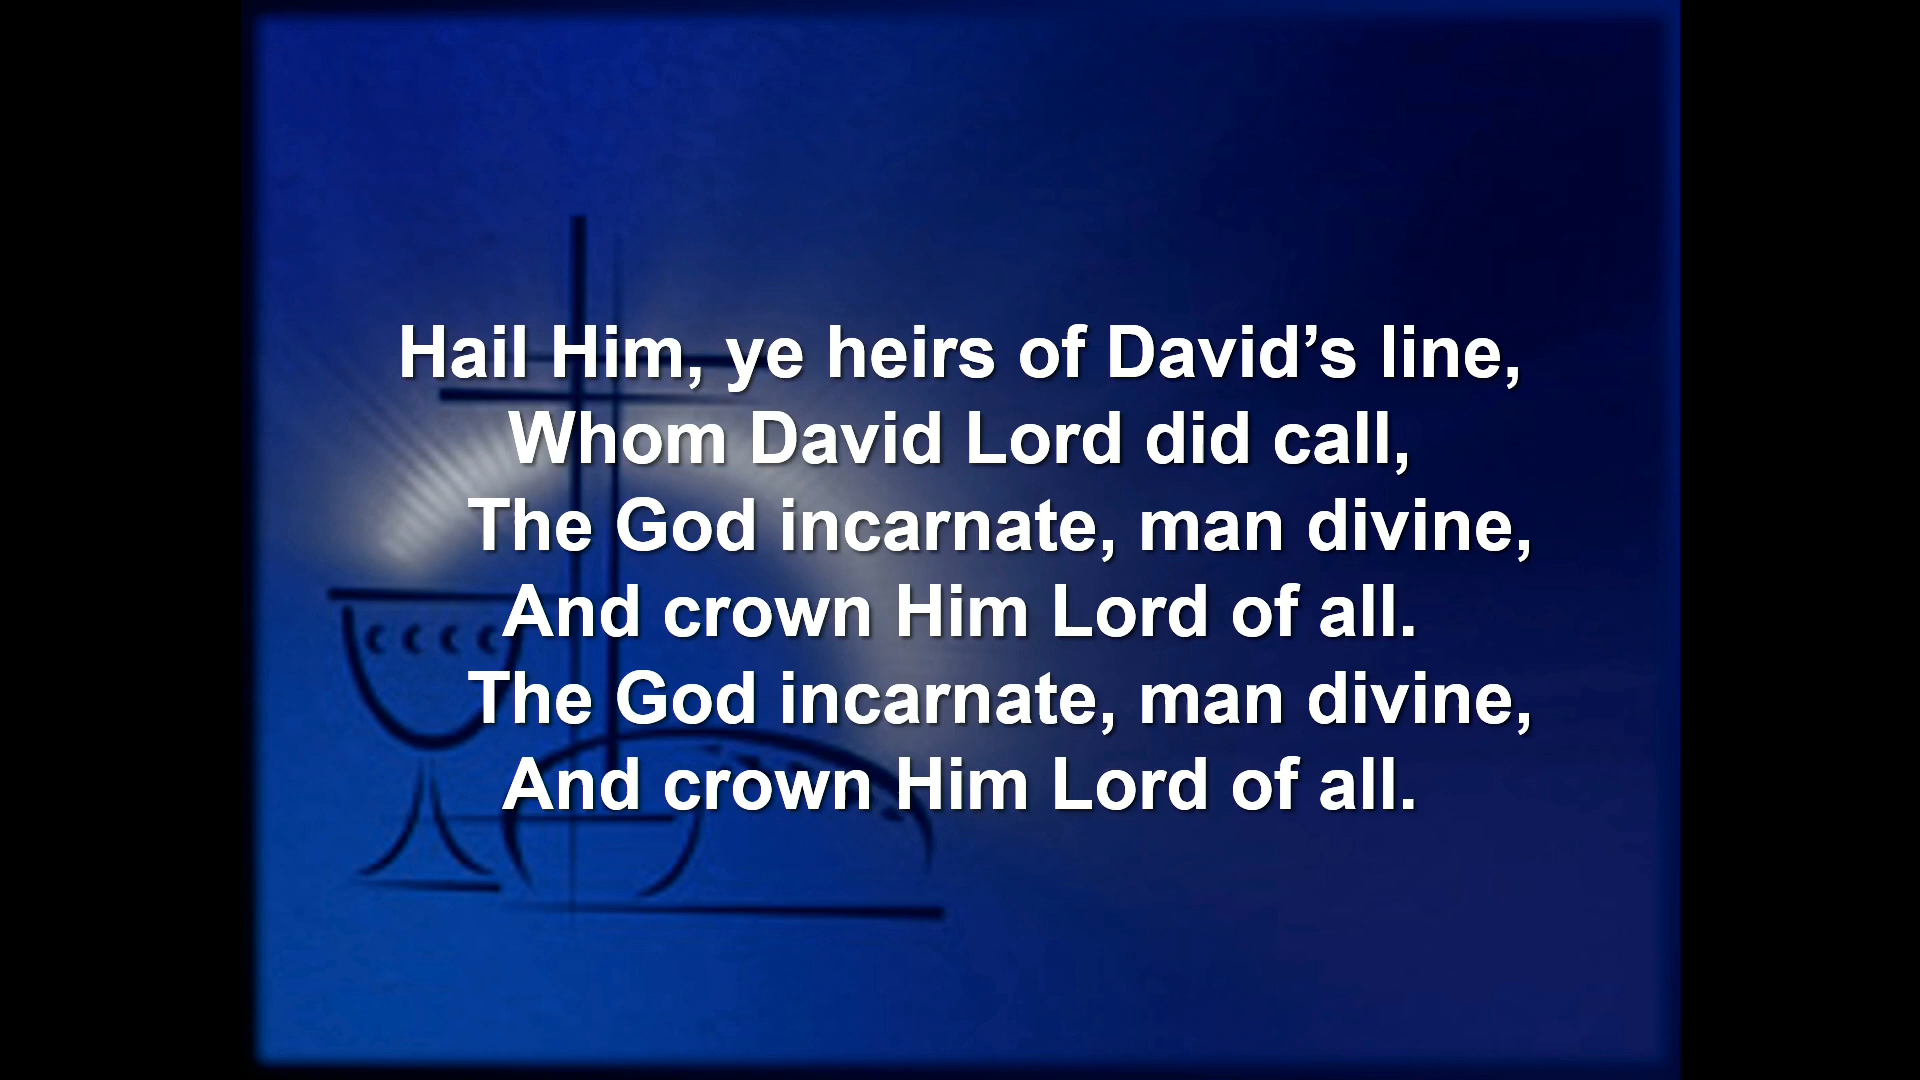 Hail Him, ye heirs of David’s line,
Whom David Lord did call,
The God incarnate, man divine,
And crown Him Lord of all.
The God incarnate, man divine,
And crown Him Lord of all.